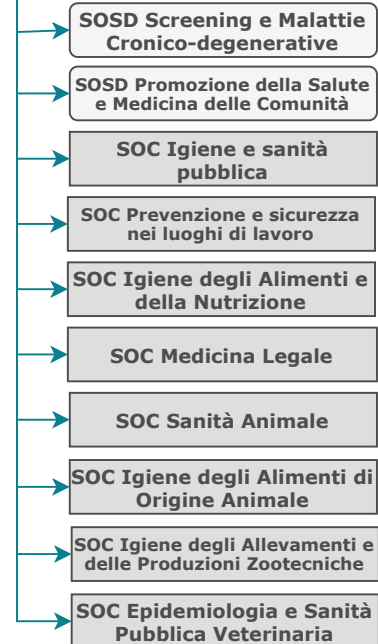 SOSD Screening e Malattie
Cronico-degenerative
SOSD Promozione della Salute
e Medicina delle Comunità
SOC Igiene e sanità
pubblica
SOC Prevenzione e sicurezza
nei luoghi di lavoro
SOC Igiene degli Alimenti e
della Nutrizione
SOC Medicina Legale
SOC Sanità Animale
SOC Igiene degli Alimenti di
Origine Animale
SOC Igiene degli Allevamenti e
delle Produzioni Zootecniche
SOC Epidemiologia e Sanità
Pubblica Veterinaria